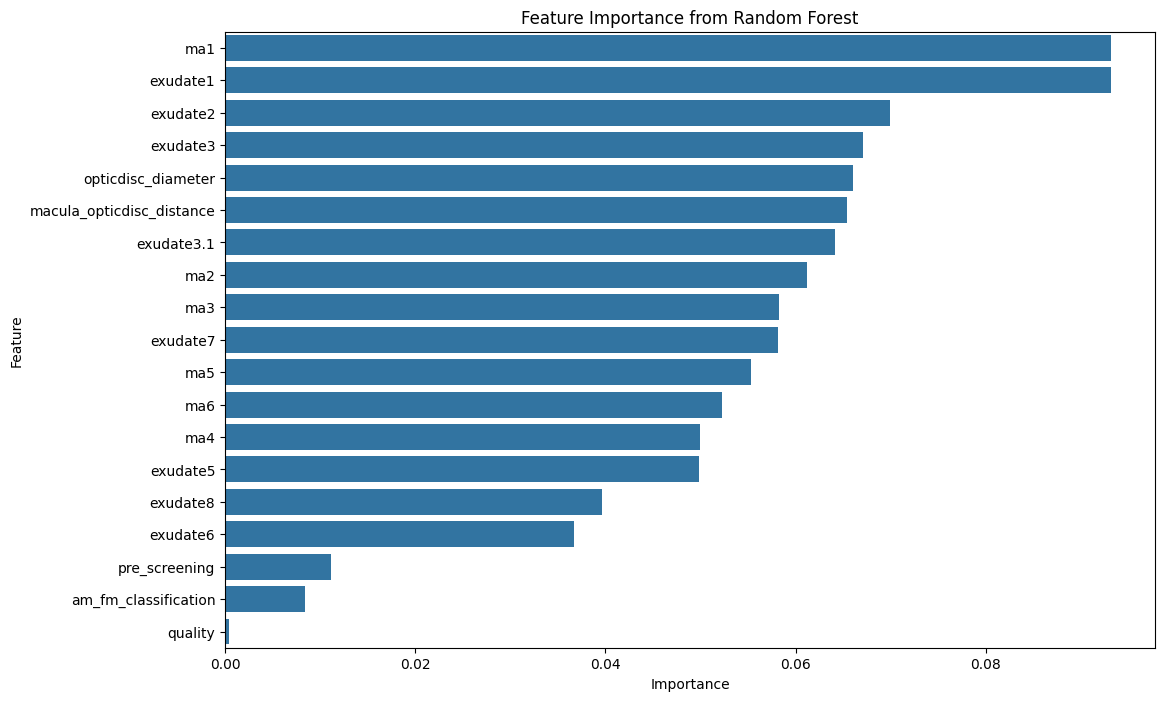 Feature Importance from Random Forest
ma1
exudate1
exudate2
exudate3
opticdisc_diameter
macula_opticdisc_distance
exudate3.1
ma2
ma3
exudate7
ma5
ma6
ma4
exudate5
exudate8
exudate6
pre_screening
am_fm_classification
quality
Feature
0.00 0.02 0.04 0.06 0.08
Importance